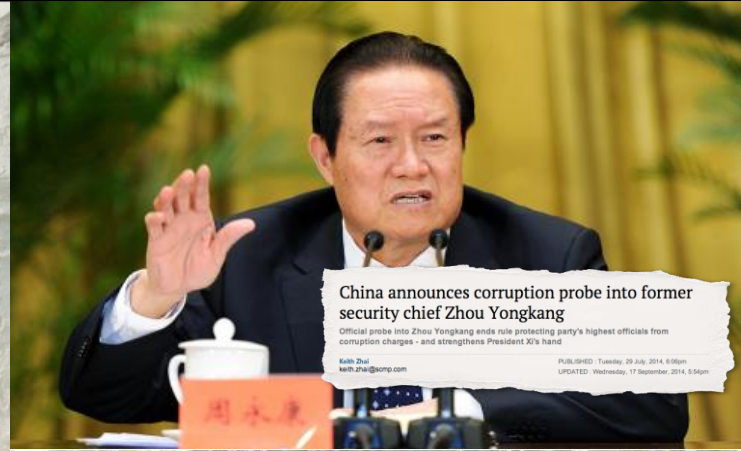 China announces corruption probe into former
security chief Zhou Yongkang
Official probe into Zhou Yongkang ends rule protecting party's highest officials from
corruption charges - and strengthens President Xi's hand
Keith Zhai
keith.zhai@scmp.com
PUBLISHED : Tuesday, 29 July, 2014, 6:08pm
UPDATED : Wednesday, 17 September, 2014, 5:54pm
周永康